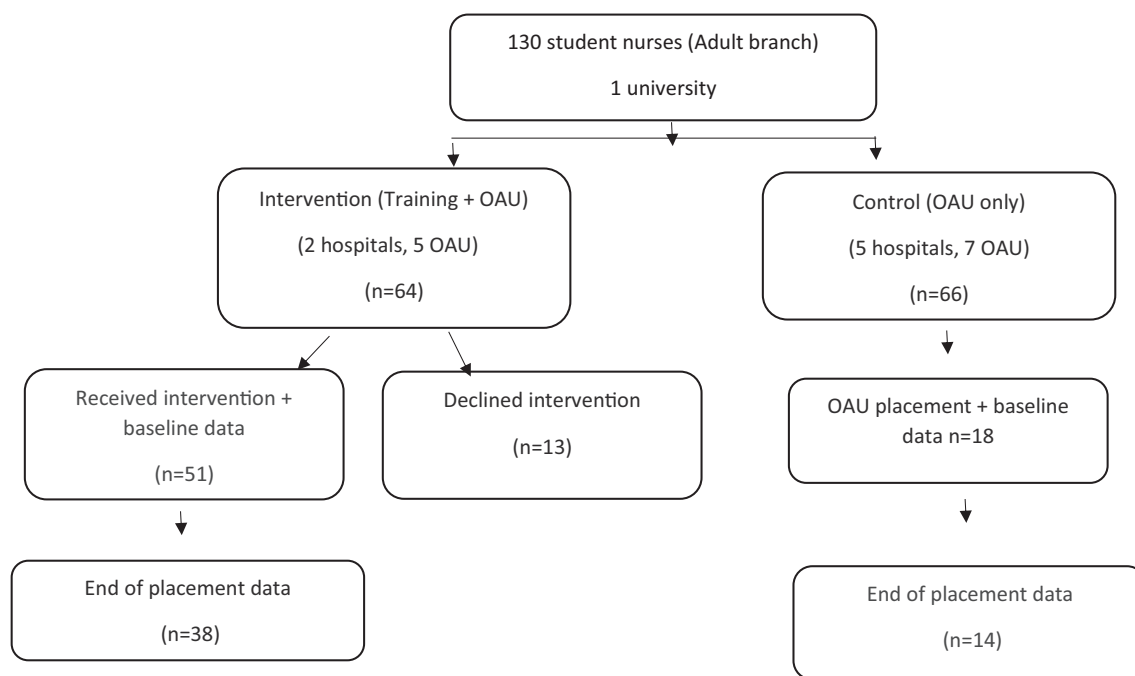 130 student nurses (Adult branch)
1 university
Intervention (Training + OAU)
(2 hospitals, 5 OAU)
(n=64)
Control (OAU only)
(5 hospitals, 7 OAU)
(n=66)
Received intervention +
baseline data
(n=51)
Declined intervention
(n=13)
OAU placement + baseline
data n=18
End of placement data
(n=38)
End of placement data
(n=14)